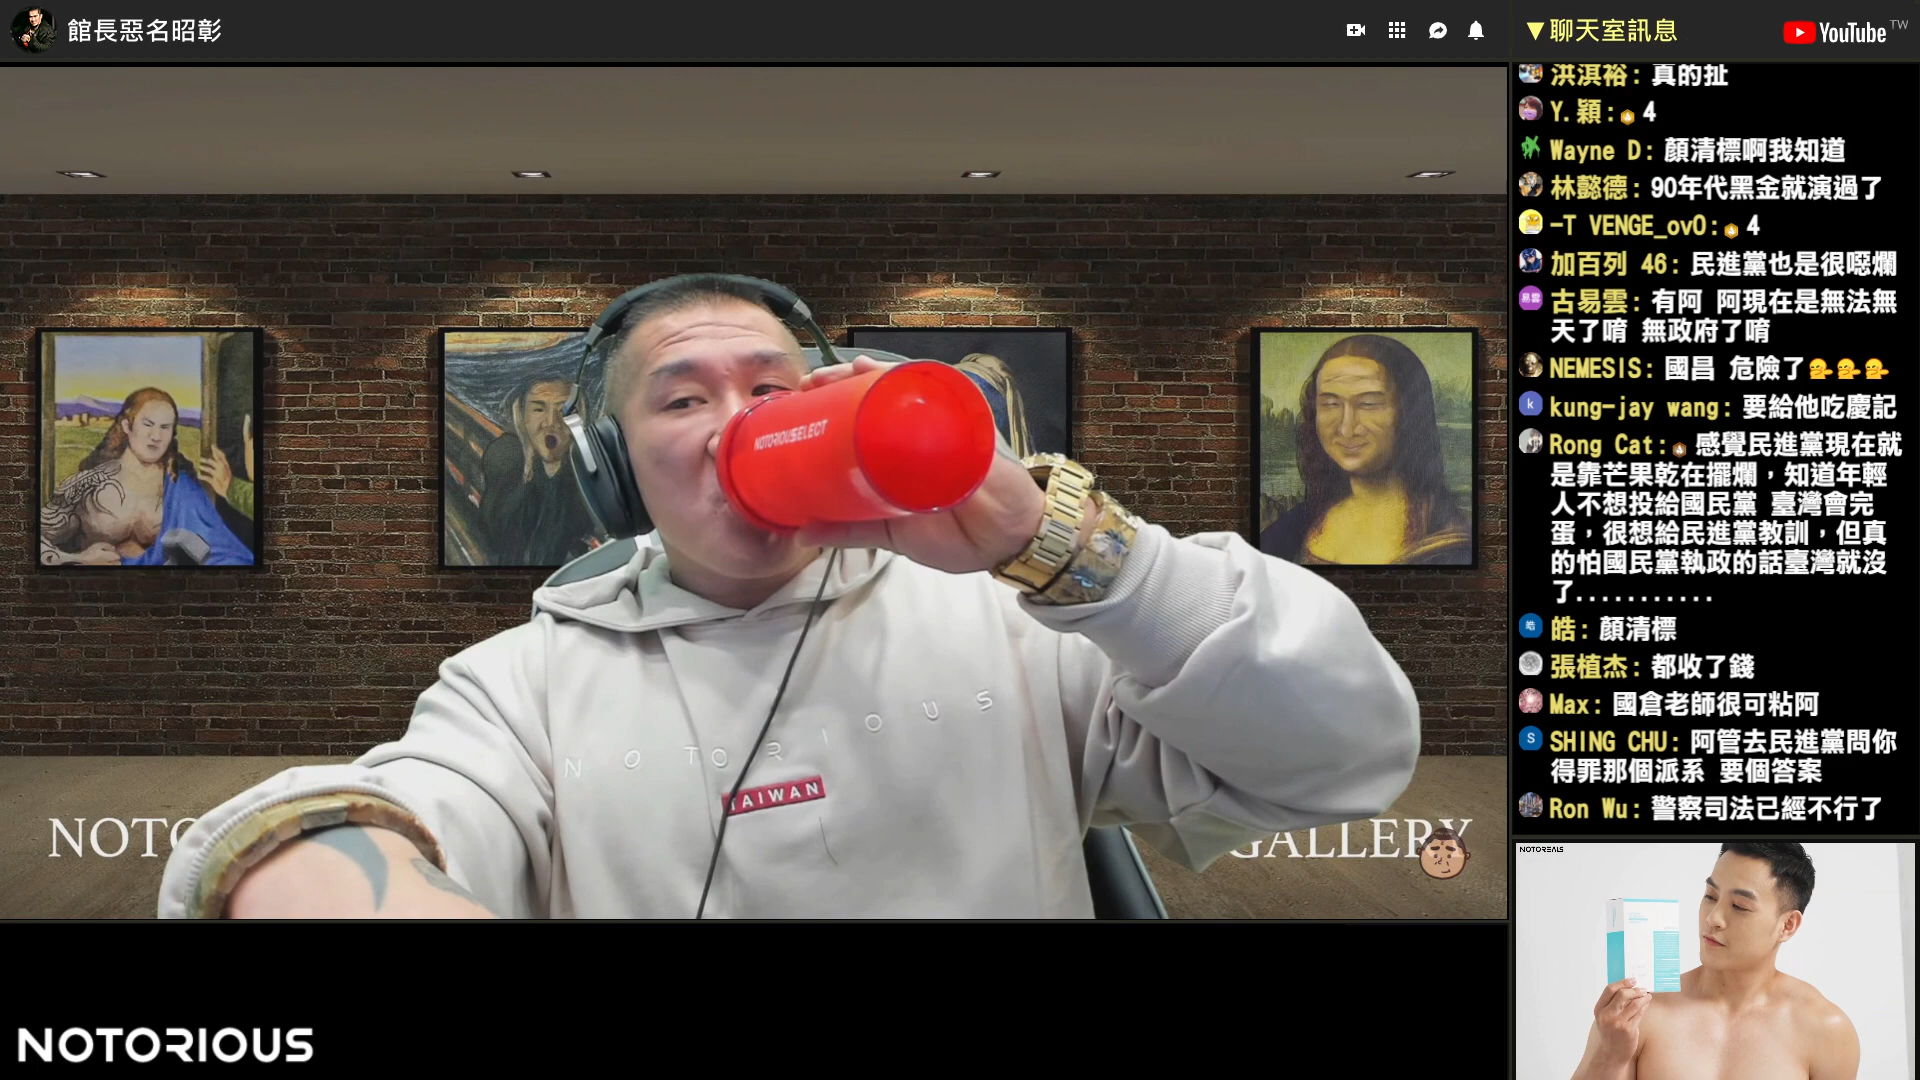 館長惡名昭彰
▼聊天室訊息
YouTube TW
洪淇裕: 真的扯
Y.穎: 4
Wayne D: 顏清標啊我知道
林懿德: 90年代黑金就演過了
-T VENGE_ovO: 4
加百列 46: 民進黨也是很噁爛
古易雲: 有阿 阿現在是無法無
天了唷 無政府了唷
NEMESIS: 國昌 危險了
kung-jay wang: 要給他吃慶記
Rong Cat: 感覺民進黨現在就
是靠芒果乾在擺爛，知道年輕
人不想投給國民黨 臺灣會完
蛋，很想給民進黨教訓，但真
的怕國民黨執政的話臺灣就沒
了...........
皓: 顏清標
張植杰: 都收了錢
Max: 國倉老師很可粘阿
SHING CHU: 阿管去民進黨問你
得罪那個派系 要個答案
Ron Wu: 警察司法已經不行了
NOTORIOUSELECT
NOTORIOUS
TAIWAN
NOTO
GALLERY
NOTOREALS
NOTORIOUS